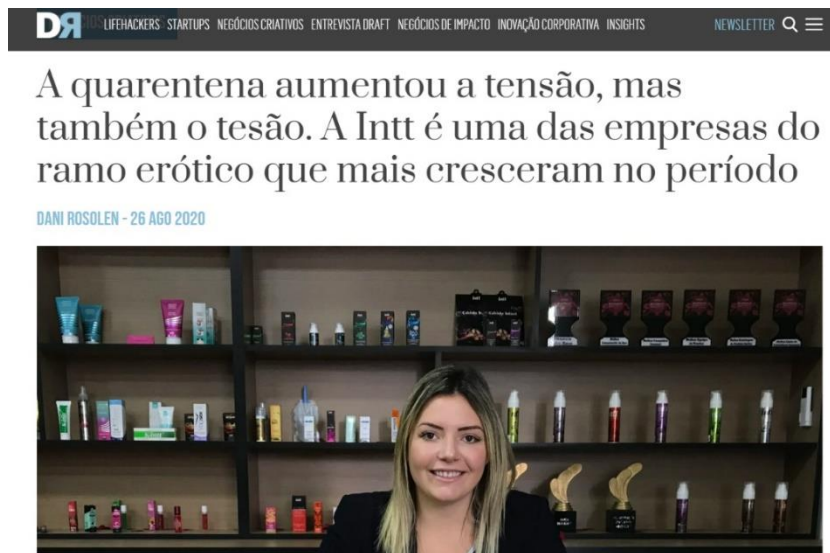 DR
LIFEHACKERS STARTUPS NEGÓCIOS CRIATIVOS ENTREVISTA DRAFT NEGÓCIOS DE IMPACTO INOVAÇÃO CORPORATIVA INSIGHTS NEWSLETTER
A quarentena aumentou a tensão, mas
também o tesão. A Intt é uma das empresas do
ramo erótico que mais cresceram no período
DANI ROSOLEN - 26 AGO 2020